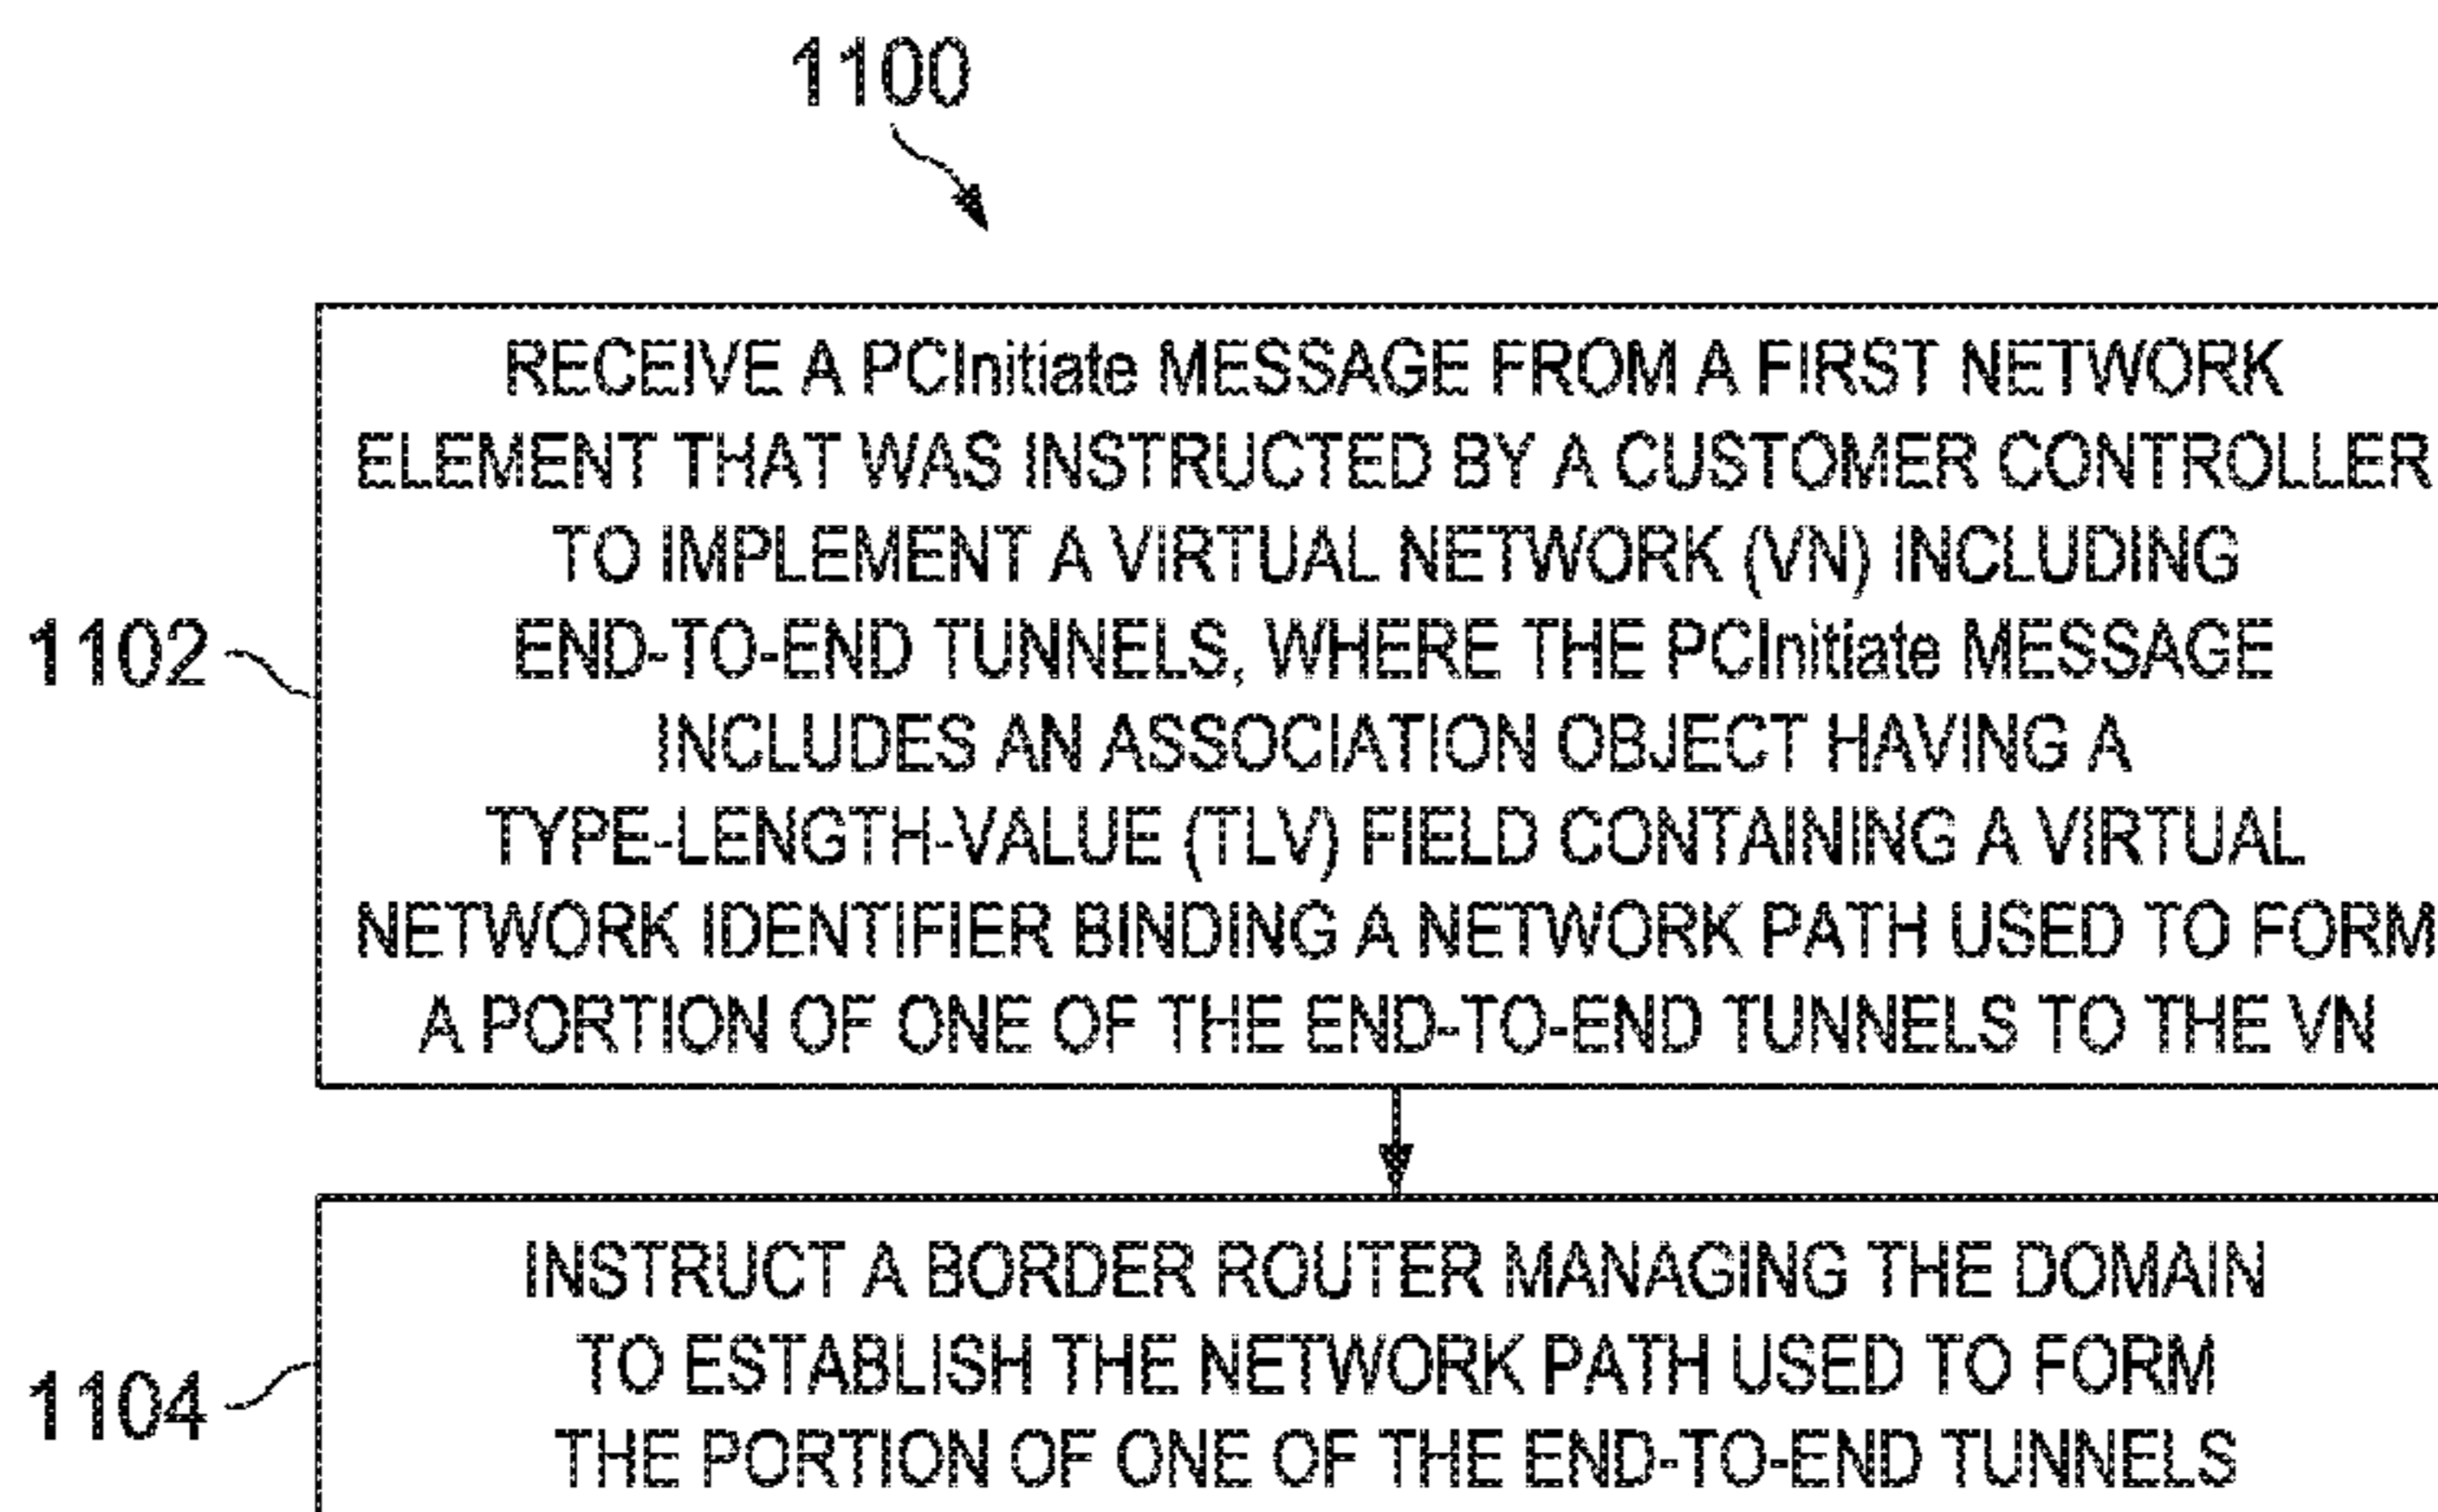 1100
RECEIVE A PCInitiate MESSAGE FROM A FIRST NETWORK
ELEMENT THAT WAS INSTRUCTED BY A CUSTOMER CONTROLLER
TO IMPLEMENT A VIRTUAL NETWORK (VN) INCLUDING
END-TO-END TUNNELS, WHERE THE PCInitiate MESSAGE
INCLUDES AN ASSOCIATION OBJECT HAVING A
TYPE-LENGTH-VALUE (TLV) FIELD CONTAINING A VIRTUAL
NETWORK IDENTIFIER BINDING A NETWORK PATH USED TO FORM
A PORTION OF ONE OF THE END-TO-END TUNNELS TO THE VN
1102
INSTRUCT A BORDER ROUTER MANAGING THE DOMAIN
TO ESTABLISH THE NETWORK PATH USED TO FORM
THE PORTION OF ONE OF THE END-TO-END TUNNELS
1104